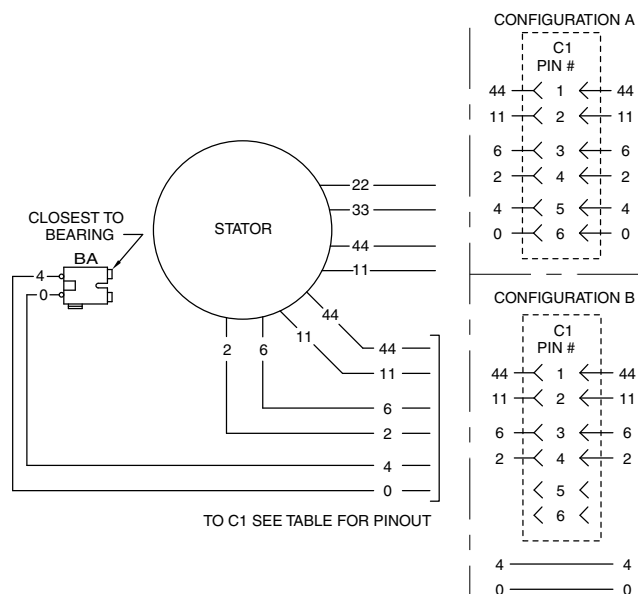 CONFIGURATION A
C1
PIN #
44 1 44
11 2 11
6 3 6
2 4 2
4 5 4
0 6 0
CLOSEST TO
BEARING
BA
4
0
STATOR
22
33
44
11
44
11
6
2
44
11
6
2
4
0
TO C1 SEE TABLE FOR PINOUT
CONFIGURATION B
C1
PIN #
44 1 44
11 2 11
6 3 6
2 4 2
5
6
4 4
0 0